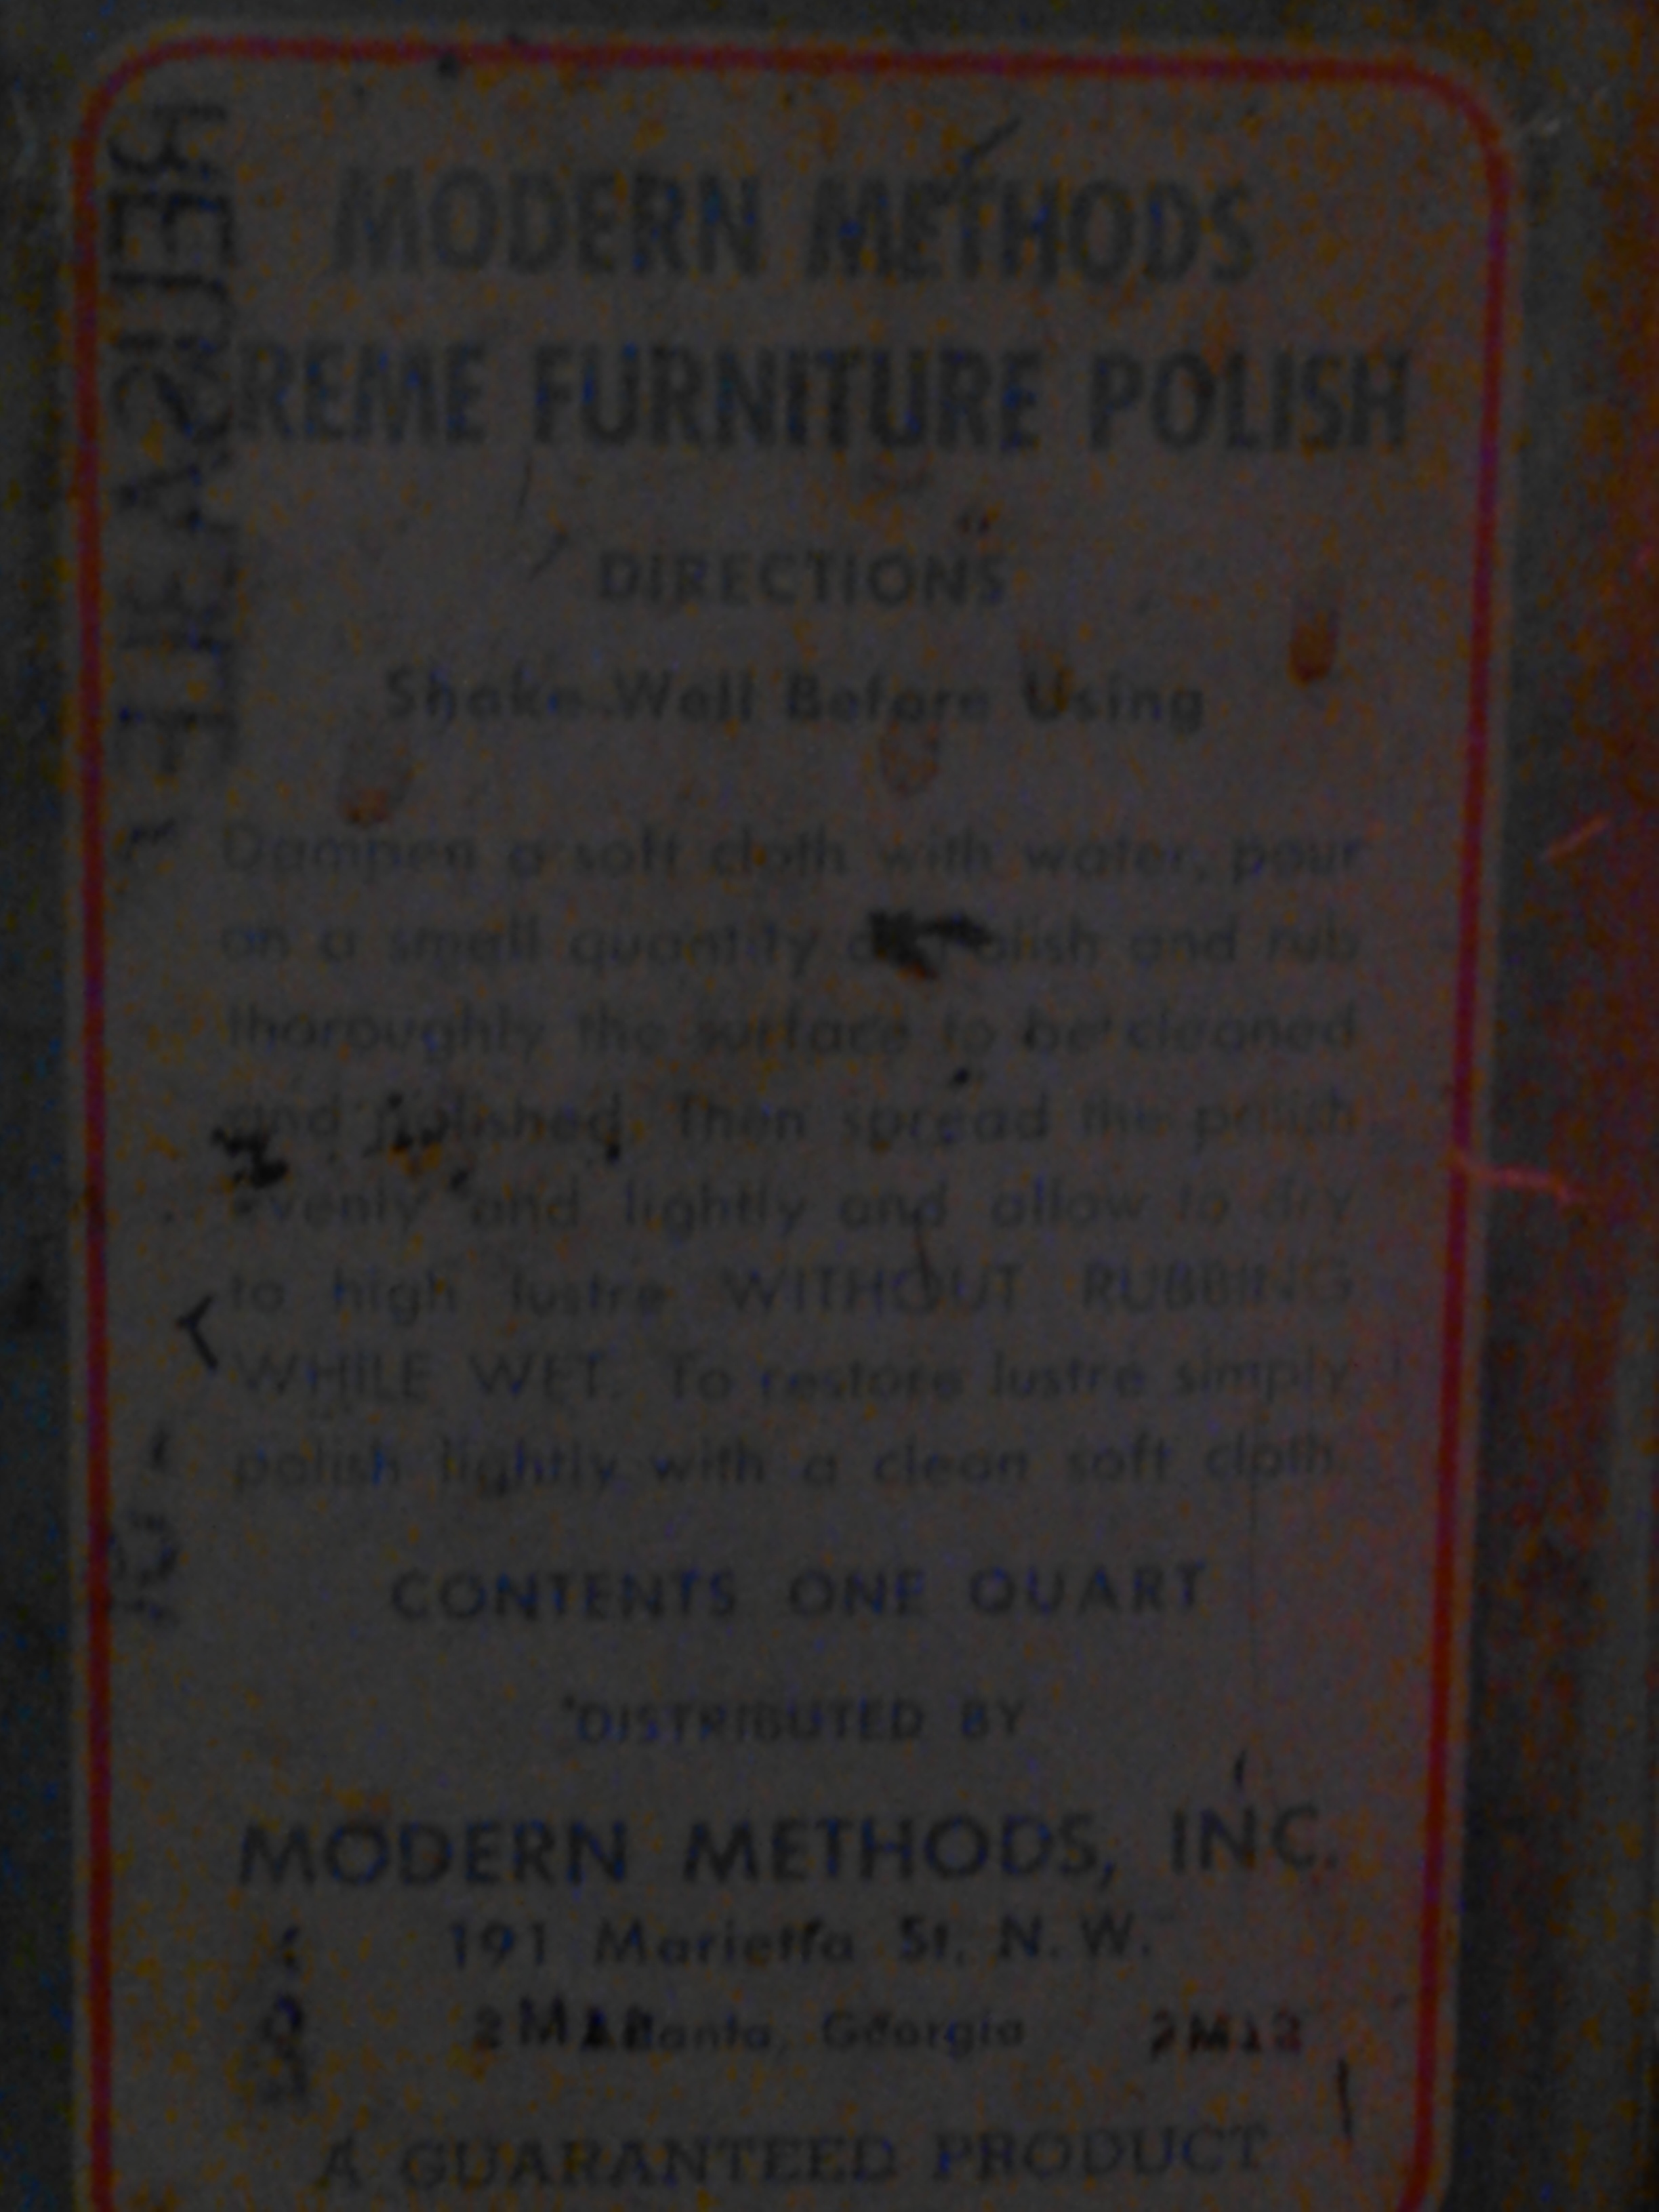 MODERN METHODS
REME FURNITURE POLISH
DIRECTIONS
Shake Well Before Using
Dampen a soft cloth with water, pour
on a small quantity polish and rub
thoroughly the surface to be cleaned
and polished. Then spread the polish
evenly and lightly and allow to dry
to high lustre WITHOUT RUBBING
WHILE WET. To restore lustre simply
polish lightly with a clean soft cloth.
CONTENTS ONE QUART
DISTRIBUTED BY
MODERN METHODS, INC.
191 Marietta St. N. W.
anta, Georgia 2M12
A GUARANTEED PRODUCT